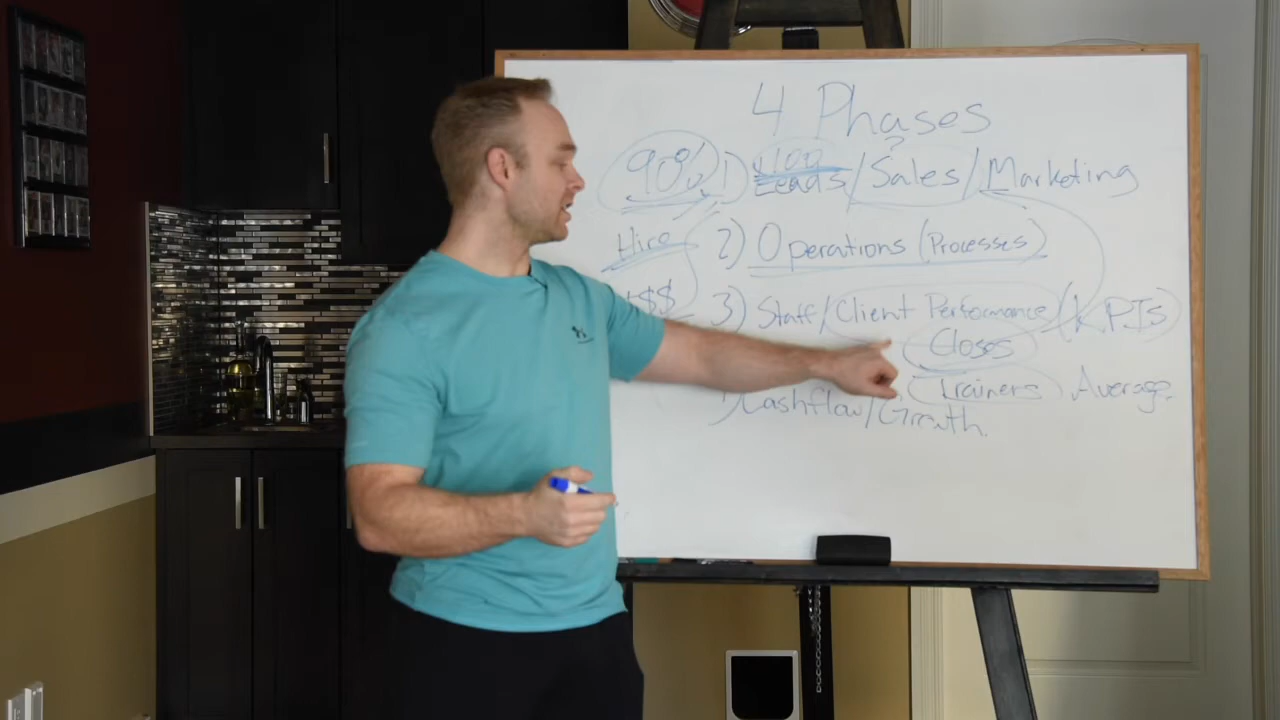 4 Phases
90% 1) Leads/Sales/Marketing
100
?
Hire 2) Operations (Processes)
$$ 3) Staff/Client Performance/(KPIs)
Closes
Trainers Average
) Cashflow/Growth.